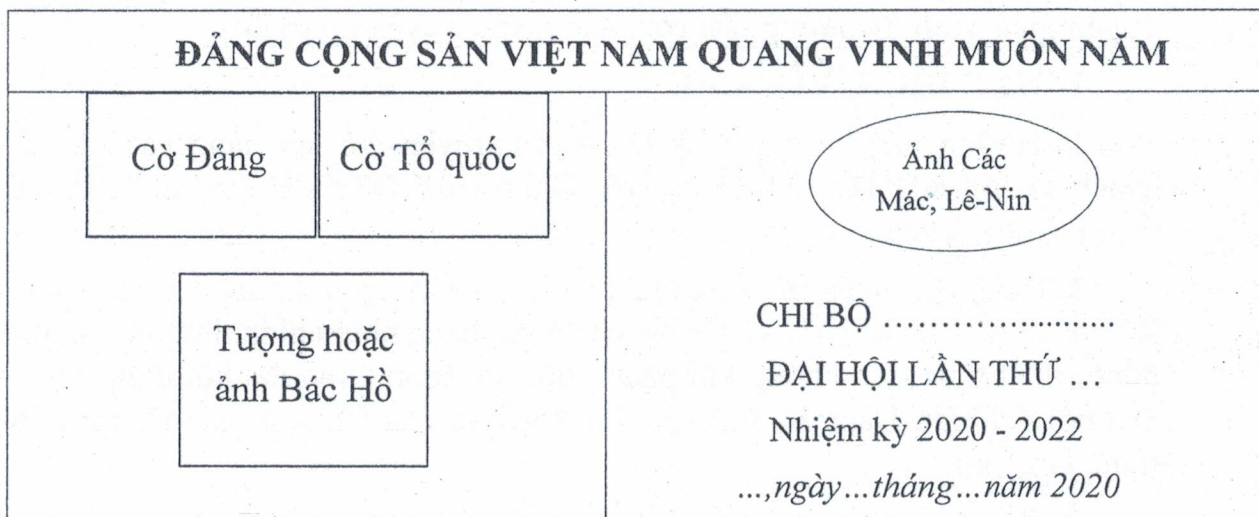 ĐẢNG CỘNG SẢN VIỆT NAM QUANG VINH MUÔN NĂM
Cờ Đảng
Cờ Tổ quốc
Tượng hoặc
ảnh Bác Hồ
Ảnh Các
Mác, Lê-Nin
CHI BỘ ........................
ĐẠI HỘI LẦN THỨ ...
Nhiệm kỳ 2020 - 2022
...,ngày...tháng...năm 2020